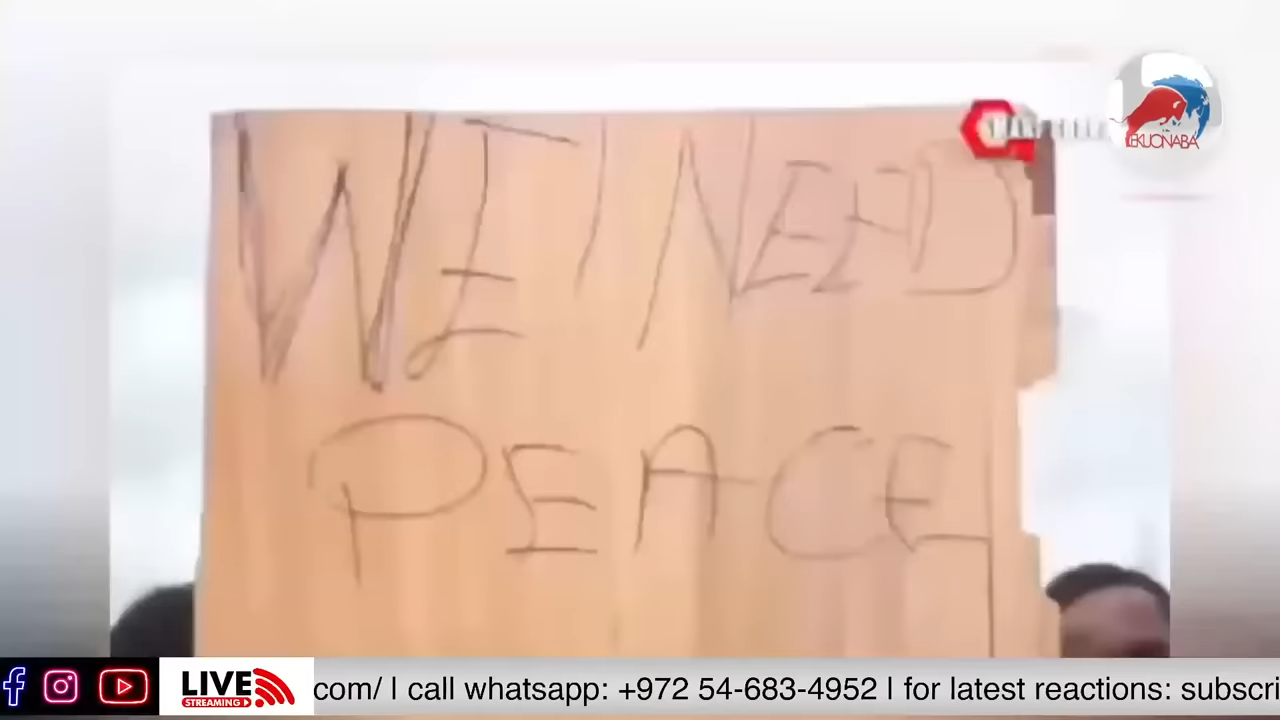 WE NEED
PEACE
EKUONABA
LIVE
STREAMING
com/ I call whatsapp: +972 54-683-4952 I for latest reactions: subscri